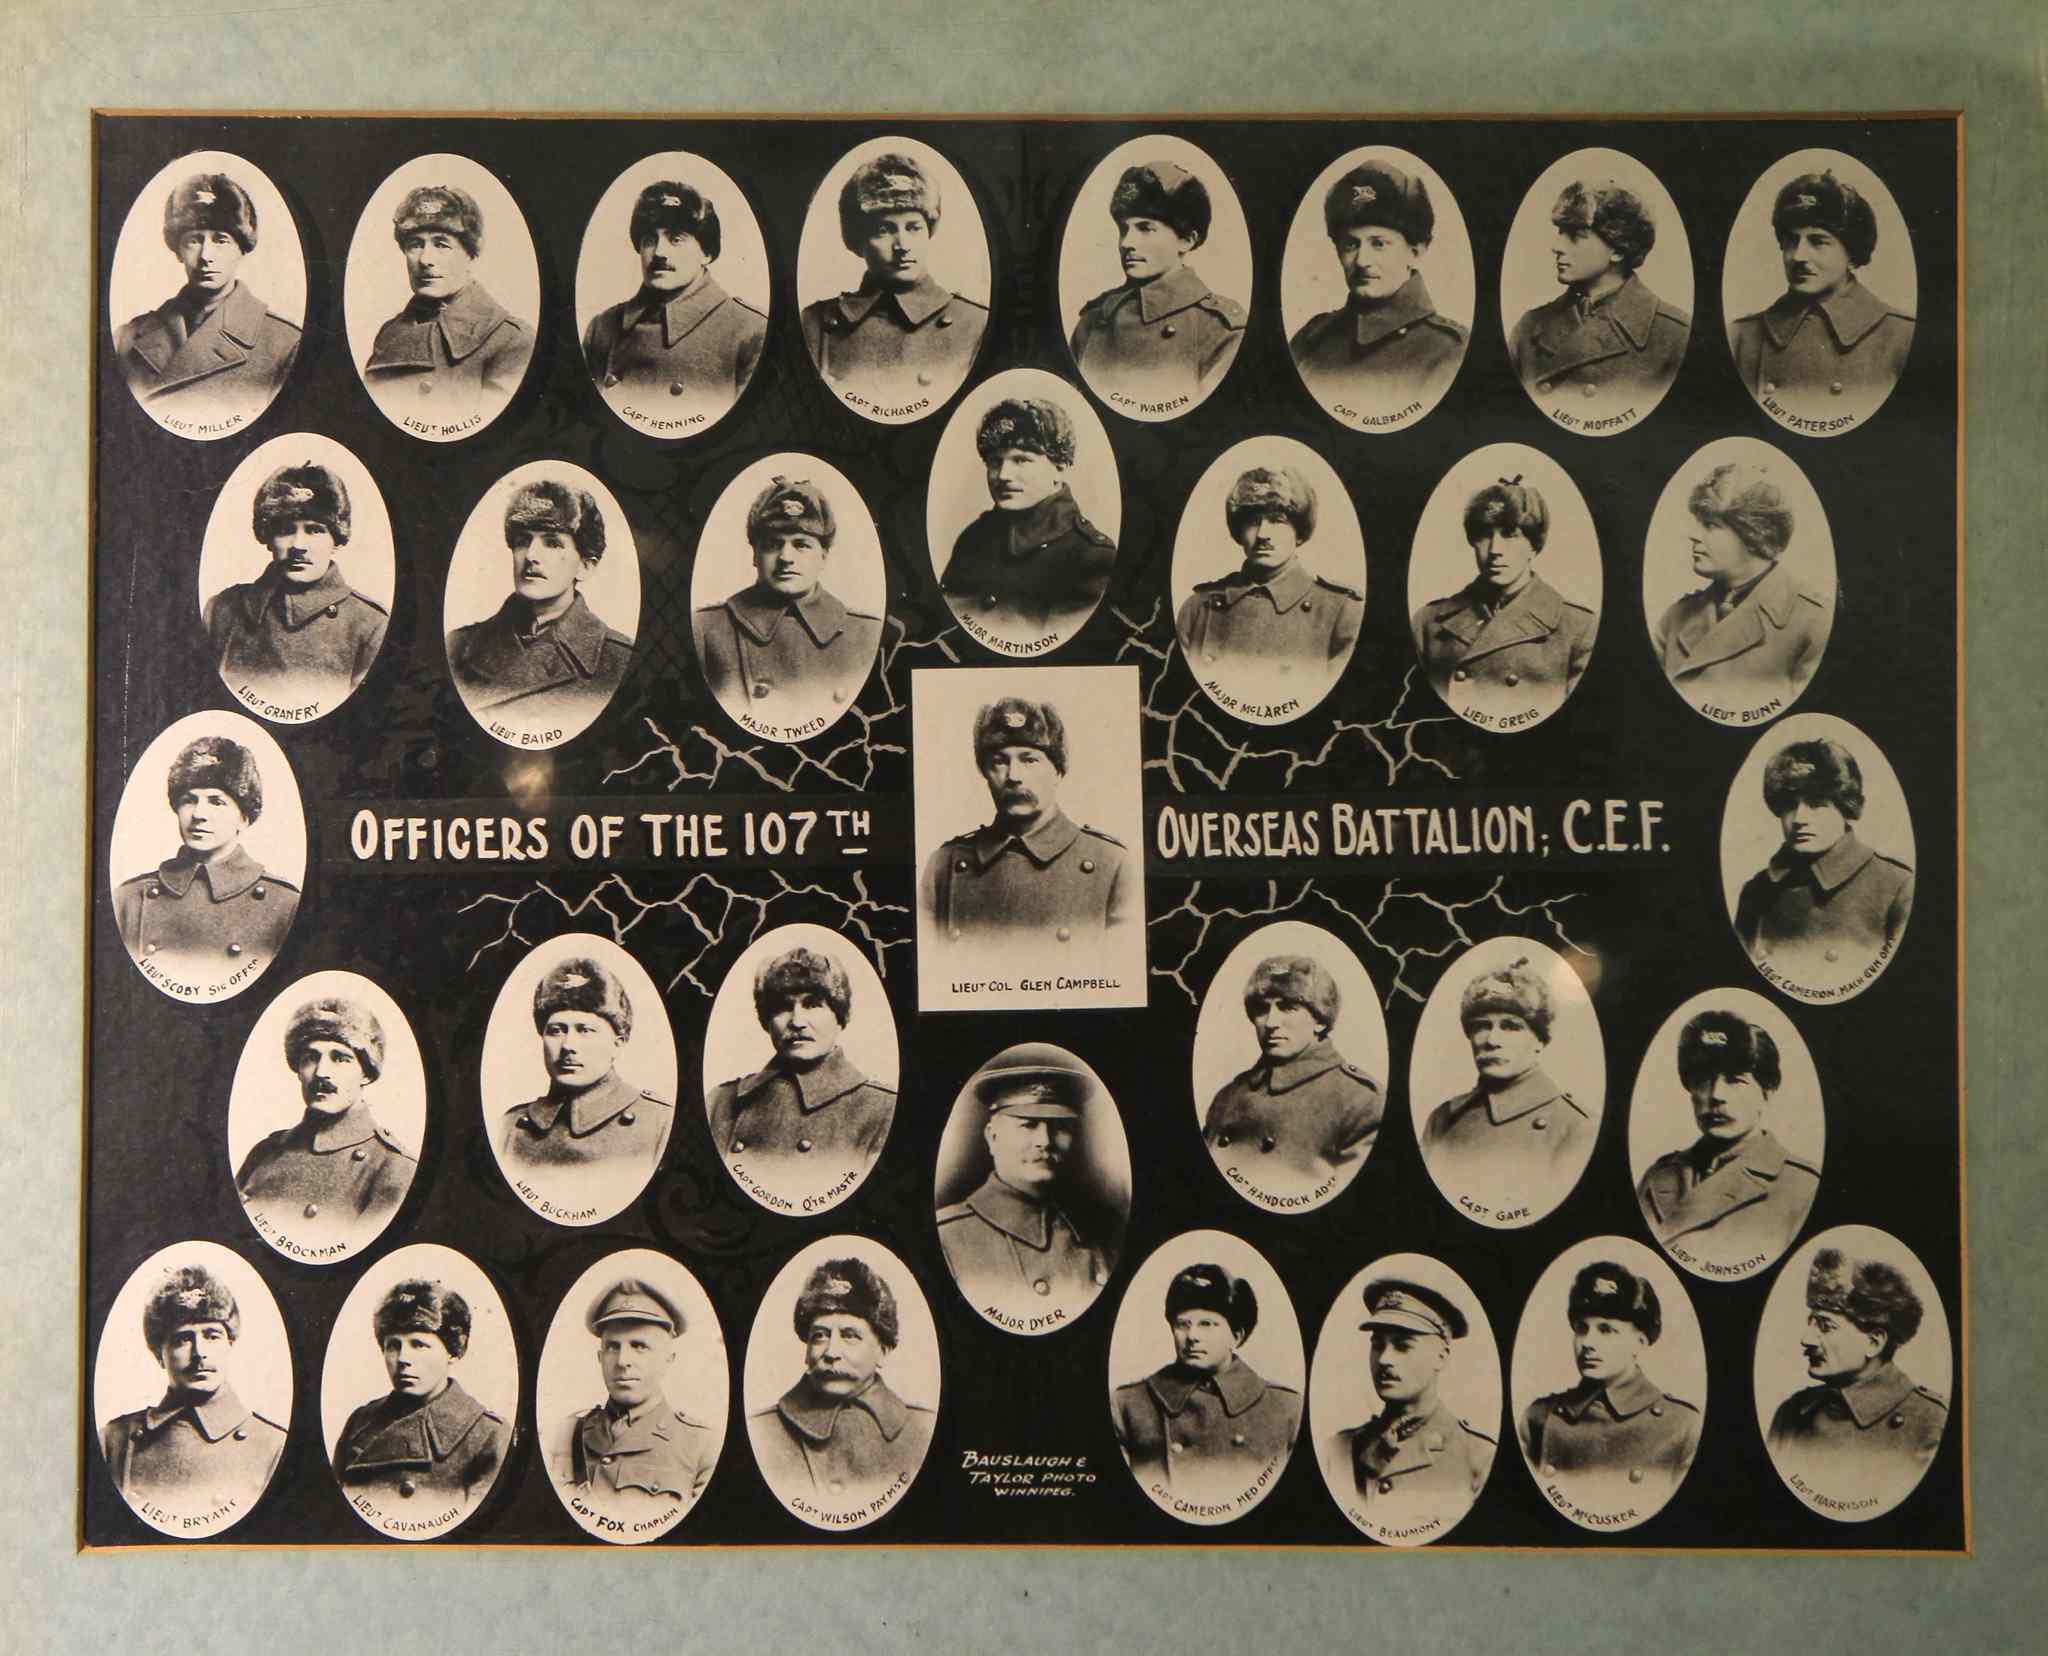 LIEUT MILLER
LIEUT HOLLIS
CAPT HENNING
CAPT RICHARDS
CAPT WARREN
CAPT GALBRAITH
LIEUT MOFFATT
LIEUT PATERSON
LIEUT GRANERY
LIEUT BAIRD
MAJOR TWEED
MAJOR MARTINSON
MAJOR McLAREN
LIEUT GREIG
LIEUT BUNN
OFFICERS OF THE 107TH OVERSEAS BATTALION; C.E.F.
LIEUT SCOBY SIG OFFCR
LIEUT COL GLEN CAMPBELL
LIEUT CAMERON, MACH GUN OFFCR
LIEUT BROCKMAN
LIEUT BUCKHAM
CAPT GORDON Q'TR MAST'R
MAJOR DYER
CAPT HANDCOCK ADJT
CAPT GAPE
LIEUT JOHNSTON
LIEUT BRYANT
LIEUT CAVANAUGH
CAPT FOX CHAPLAIN
CAPT WILSON PAYMSTR
BAUSLAUGH &
TAYLOR PHOTO
WINNIPEG.
CAPT CAMERON MED OFFCR
LIEUT BEAUMONT
LIEUT McCUSKER
LIEUT HARRISON